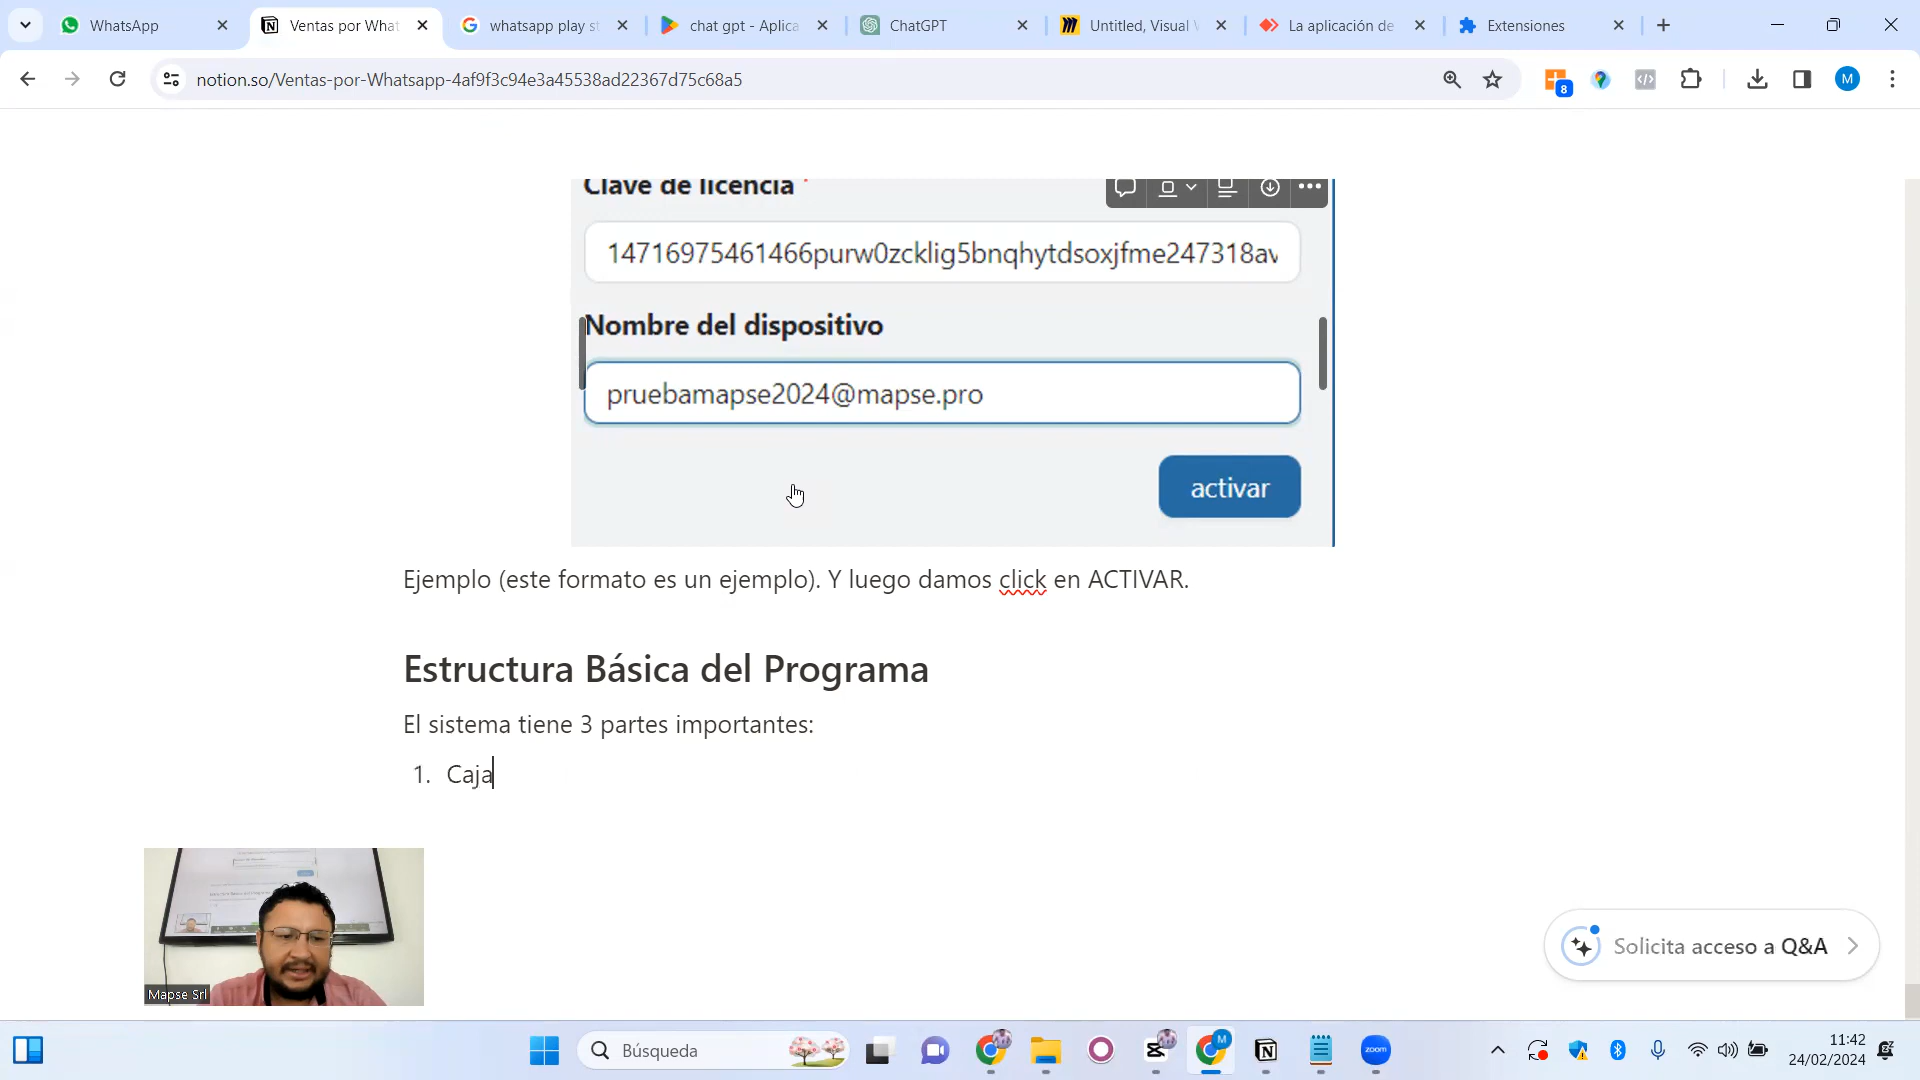 WhatsApp
Ventas por What
whatsapp play st
chat gpt - Aplica
ChatGPT
Untitled, Visual
La aplicación de
Extensiones
notion.so/Ventas-por-Whatsapp-4af9f3c94e3a45538ad22367d75c68a5
8
M
Clave de licencia *
14716975461466purw0zcklig5bnqhytdsoxjfme247318av
Nombre del dispositivo
pruebamapse2024@mapse.pro
activar
Ejemplo (este formato es un ejemplo). Y luego damos click en ACTIVAR.
Estructura Básica del Programa
El sistema tiene 3 partes importantes:
1. Caja
Mapse Srl
Solicita acceso a Q&A
Búsqueda
M
zoom
11:42
24/02/2024